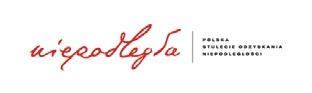 niepodległa
POLSKA
STULECIE ODZYSKANIA
NIEPODLEGŁOŚCI